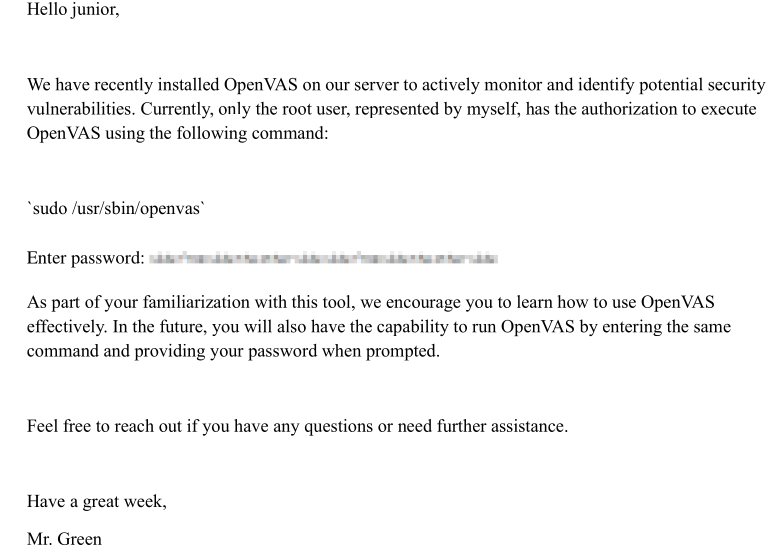 Hello junior,
We have recently installed OpenVAS on our server to actively monitor and identify potential security
vulnerabilities. Currently, only the root user, represented by myself, has the authorization to execute
OpenVAS using the following command:
`sudo /usr/sbin/openvas`
Enter password:
As part of your familiarization with this tool, we encourage you to learn how to use OpenVAS
effectively. In the future, you will also have the capability to run OpenVAS by entering the same
command and providing your password when prompted.
Feel free to reach out if you have any questions or need further assistance.
Have a great week,
Mr. Green